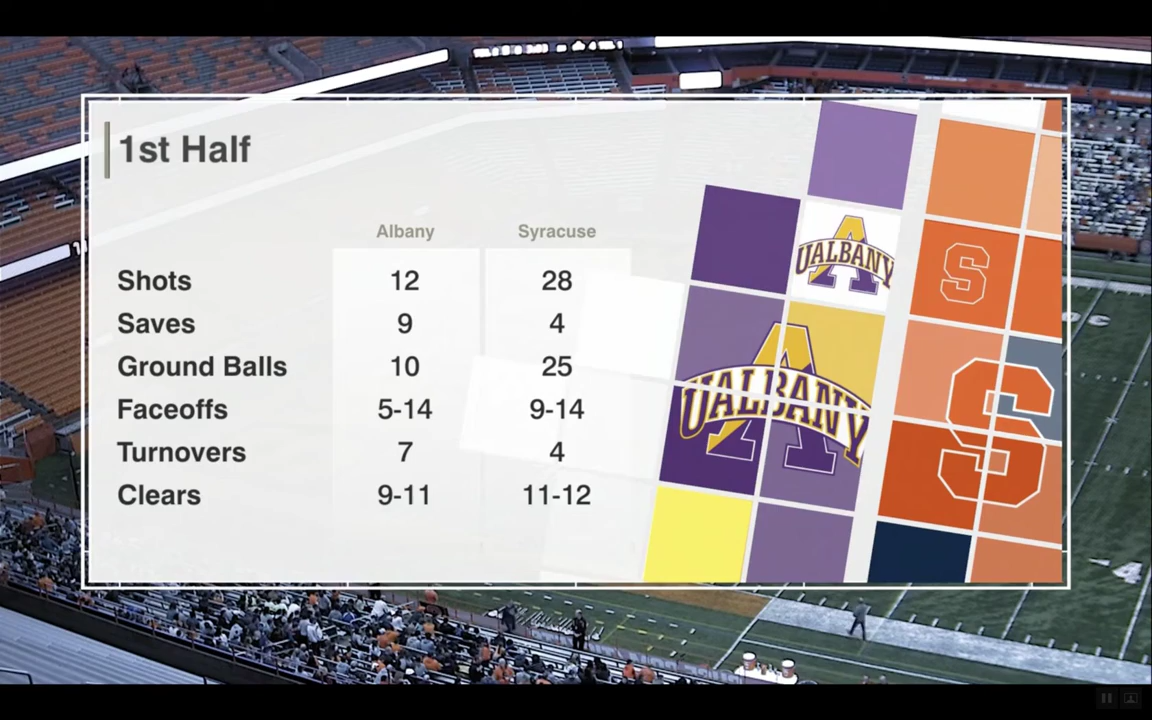 1st Half
Albany Syracuse
Shots 12 28
Saves 9 4
Ground Balls 10 25
Faceoffs 5-14 9-14
Turnovers 7 4
Clears 9-11 11-12
UALBANY
S
UALBANY
S